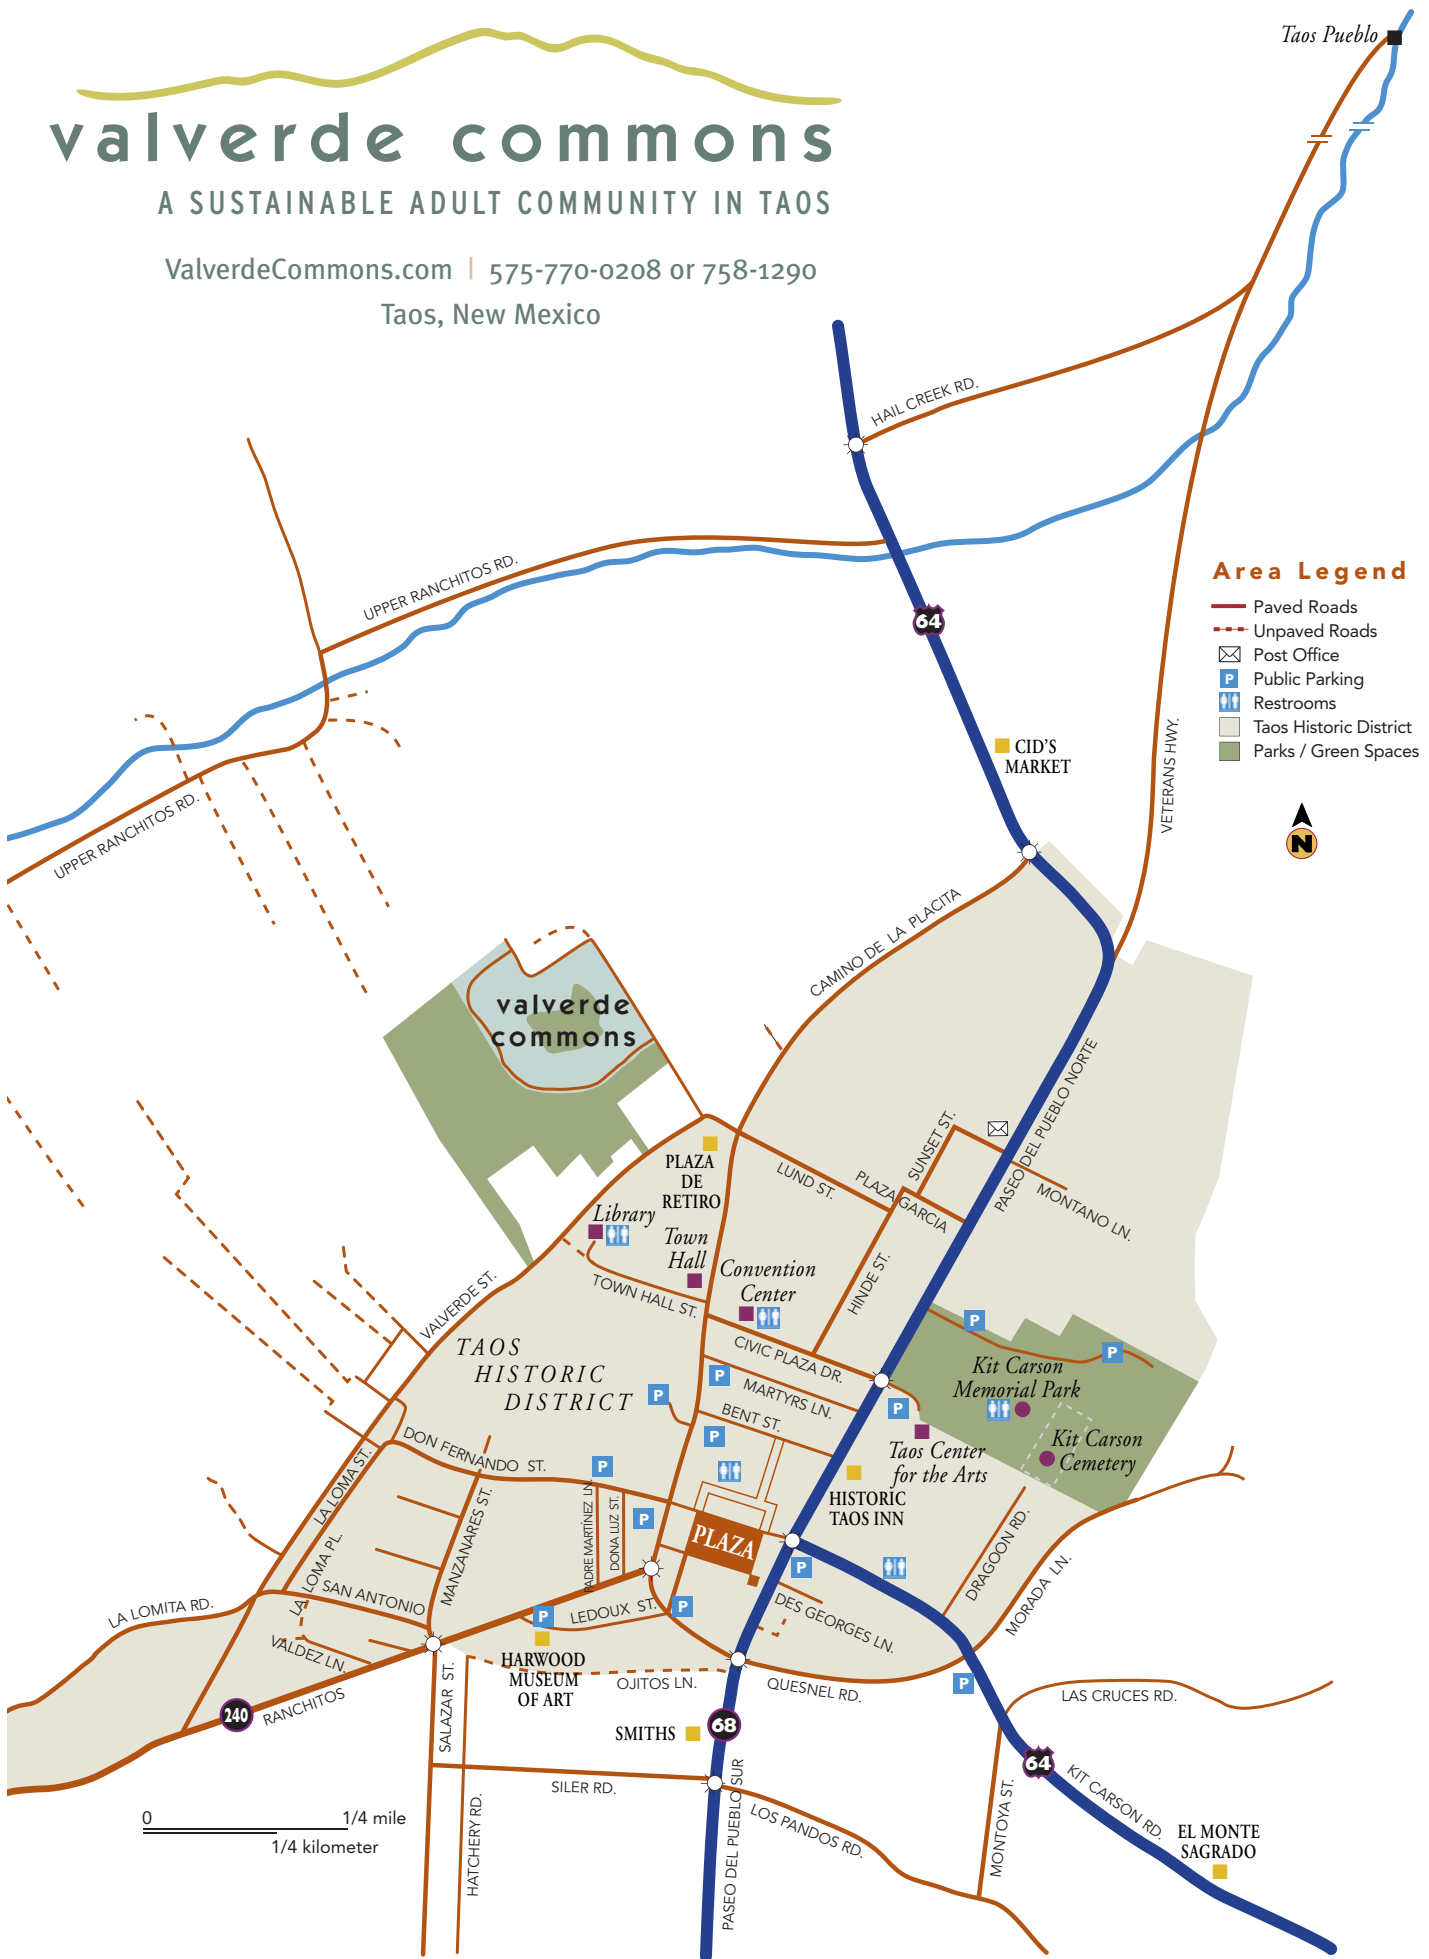 Taos Pueblo
valverde commons
A SUSTAINABLE ADULT COMMUNITY IN TAOS
ValverdeCommons.com | 575-770-0208 or 758-1290
Taos, New Mexico
HAIL CREEK RD.
UPPER RANCHITOS RD.
64
Area Legend
Paved Roads
Unpaved Roads
Post Office
P Public Parking
Restrooms
Taos Historic District
Parks / Green Spaces
N
CID'S
MARKET
VETERANS HWY.
UPPER RANCHITOS RD.
CAMINO DE LA PLACITA
valverde
commons
PASEO DEL PUEBLO NORTE
SUNSET ST.
PLAZA
DE
RETIRO
LUND ST.
PLAZA GARCIA
MONTANO LN.
Library
Town
Hall
Convention
Center
TOWN HALL ST.
HINDE ST.
VALVERDE ST.
TAOS
HISTORIC
DISTRICT
CIVIC PLAZA DR.
MARTYRS LN.
BENT ST.
P
P
P
P
P
P
Kit Carson
Memorial Park
Kit Carson
Cemetery
Taos Center
for the Arts
DON FERNANDO ST.
P
P
HISTORIC
TAOS INN
LA LOMA ST.
LA LOMA PL.
MANZANARES ST.
PADRE MARTÍNEZ LN.
DONA LUZ ST.
PLAZA
P
DRAGOON RD.
MORADA LN.
SAN ANTONIO
LA LOMITA RD.
VALDEZ LN.
P
LEDOUX ST.
P
DES GEORGES LN.
HARWOOD
MUSEUM
OF ART
OJITOS LN.
QUESNEL RD.
P
LAS CRUCES RD.
240
RANCHITOS
SALAZAR ST.
SMITHS
68
64
SILER RD.
PASEO DEL PUEBLO SUR
LOS PANDOS RD.
MONTOYA ST.
KIT CARSON RD.
HATCHERY RD.
EL MONTE
SAGRADO
0 1/4 mile
1/4 kilometer